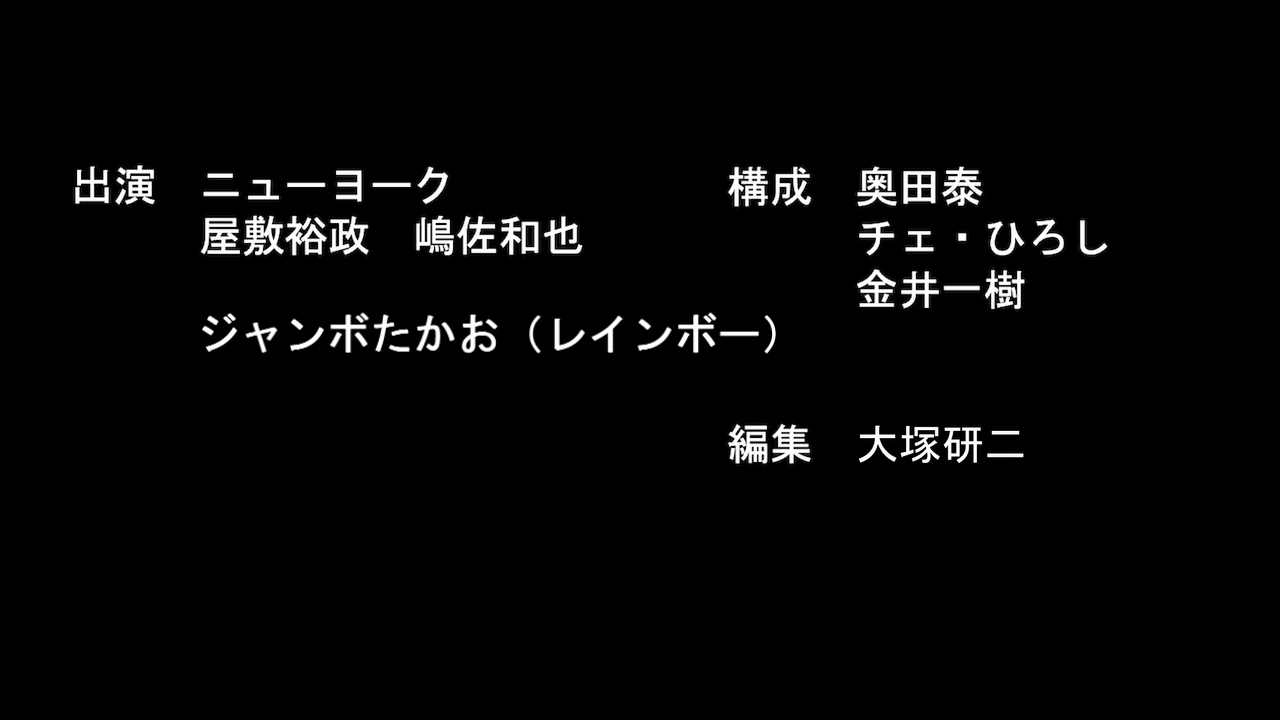 出演　ニューヨーク
屋敷裕政　嶋佐和也
ジャンボたかお（レインボー）
構成　奥田泰
チェ・ひろし
金井一樹
編集　大塚研二